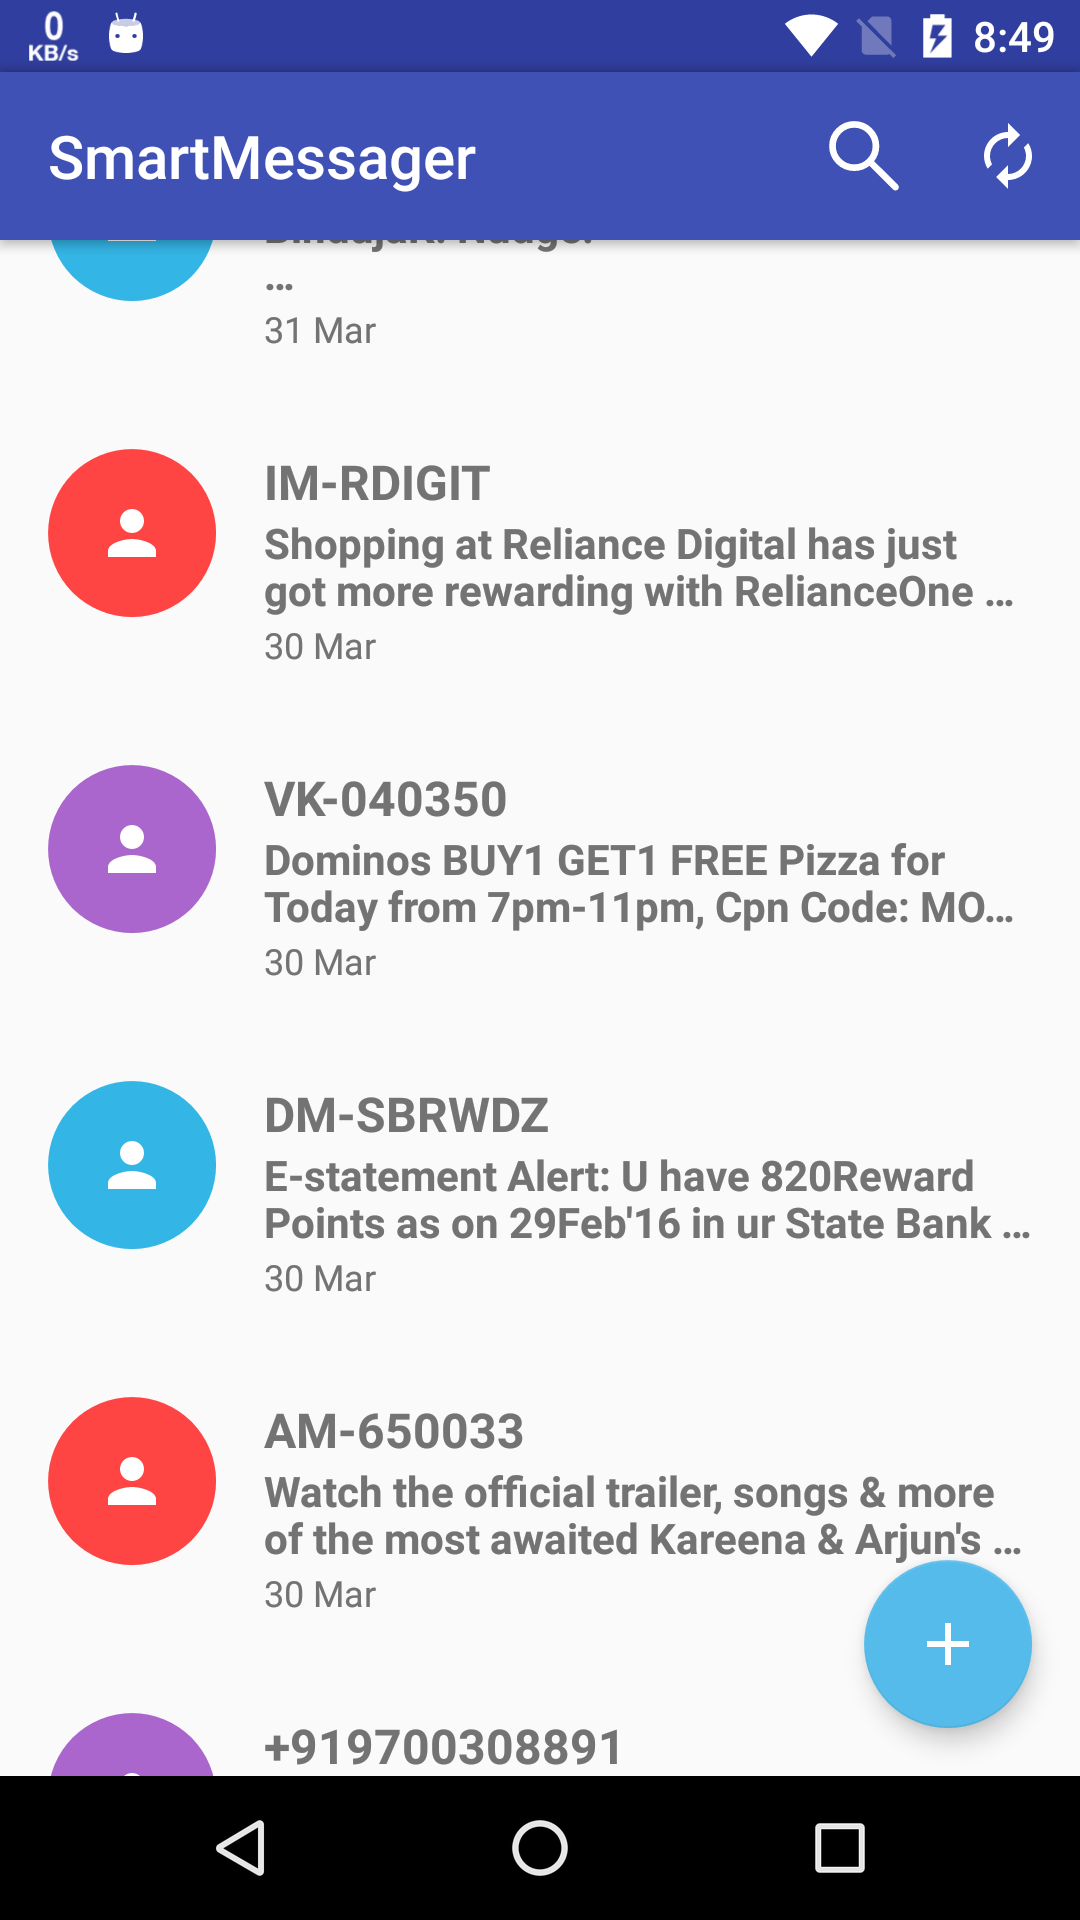 0
KB/s
8:49
SmartMessager
...
31 Mar
IM-RDIGIT
Shopping at Reliance Digital has just
got more rewarding with RelianceOne ...
30 Mar
VK-040350
Dominos BUY1 GET1 FREE Pizza for
Today from 7pm-11pm, Cpn Code: MO...
30 Mar
DM-SBRWDZ
E-statement Alert: U have 820Reward
Points as on 29Feb'16 in ur State Bank ...
30 Mar
AM-650033
Watch the official trailer, songs & more
of the most awaited Kareena & Arjun's ...
30 Mar
+919700308891